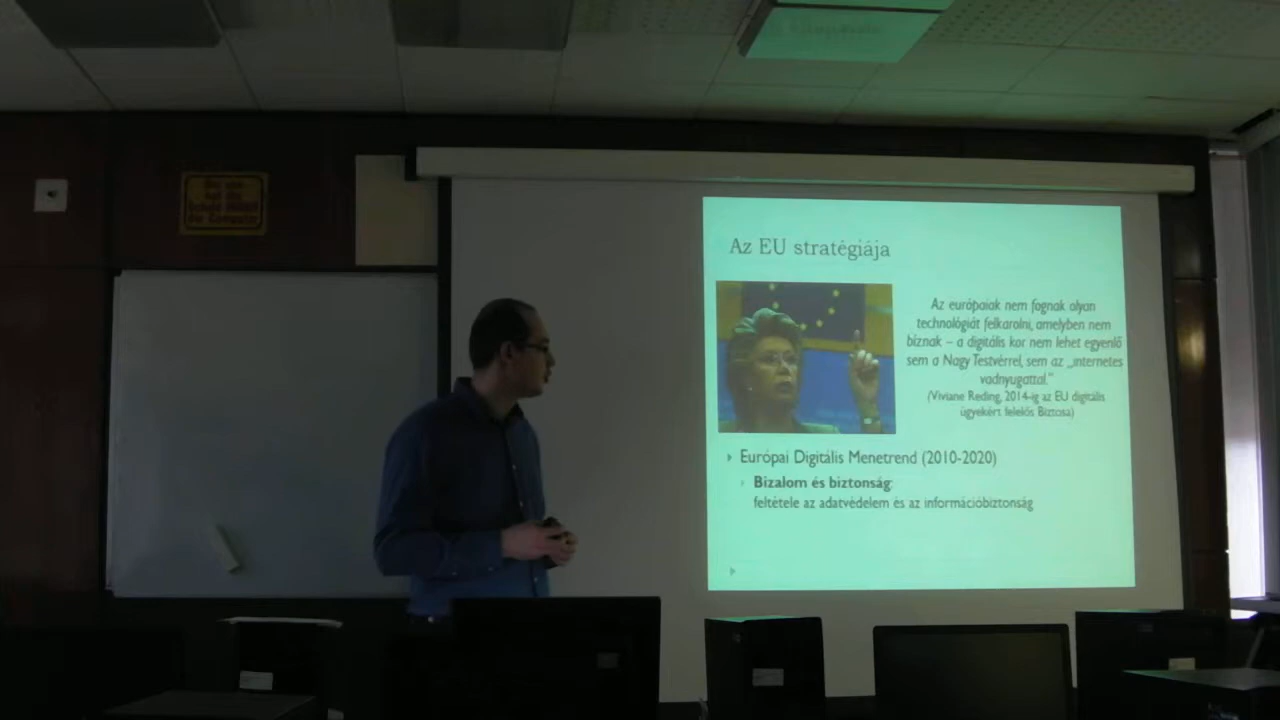 Az EU stratégiája
Az európaiak nem fognak olyan
technológiát felkarolni, amelyben nem
bíznak – a digitális kor nem lehet egyenlő
sem a Nagy Testvérrel, sem az „internetes
vadnyugattal.”
(Viviane Reding, 2014-ig az EU digitális
ügyekért felelős Biztosa)
Európai Digitális Menetrend (2010-2020)
Bizalom és biztonság:
feltétele az adatvédelem és az információbiztonság